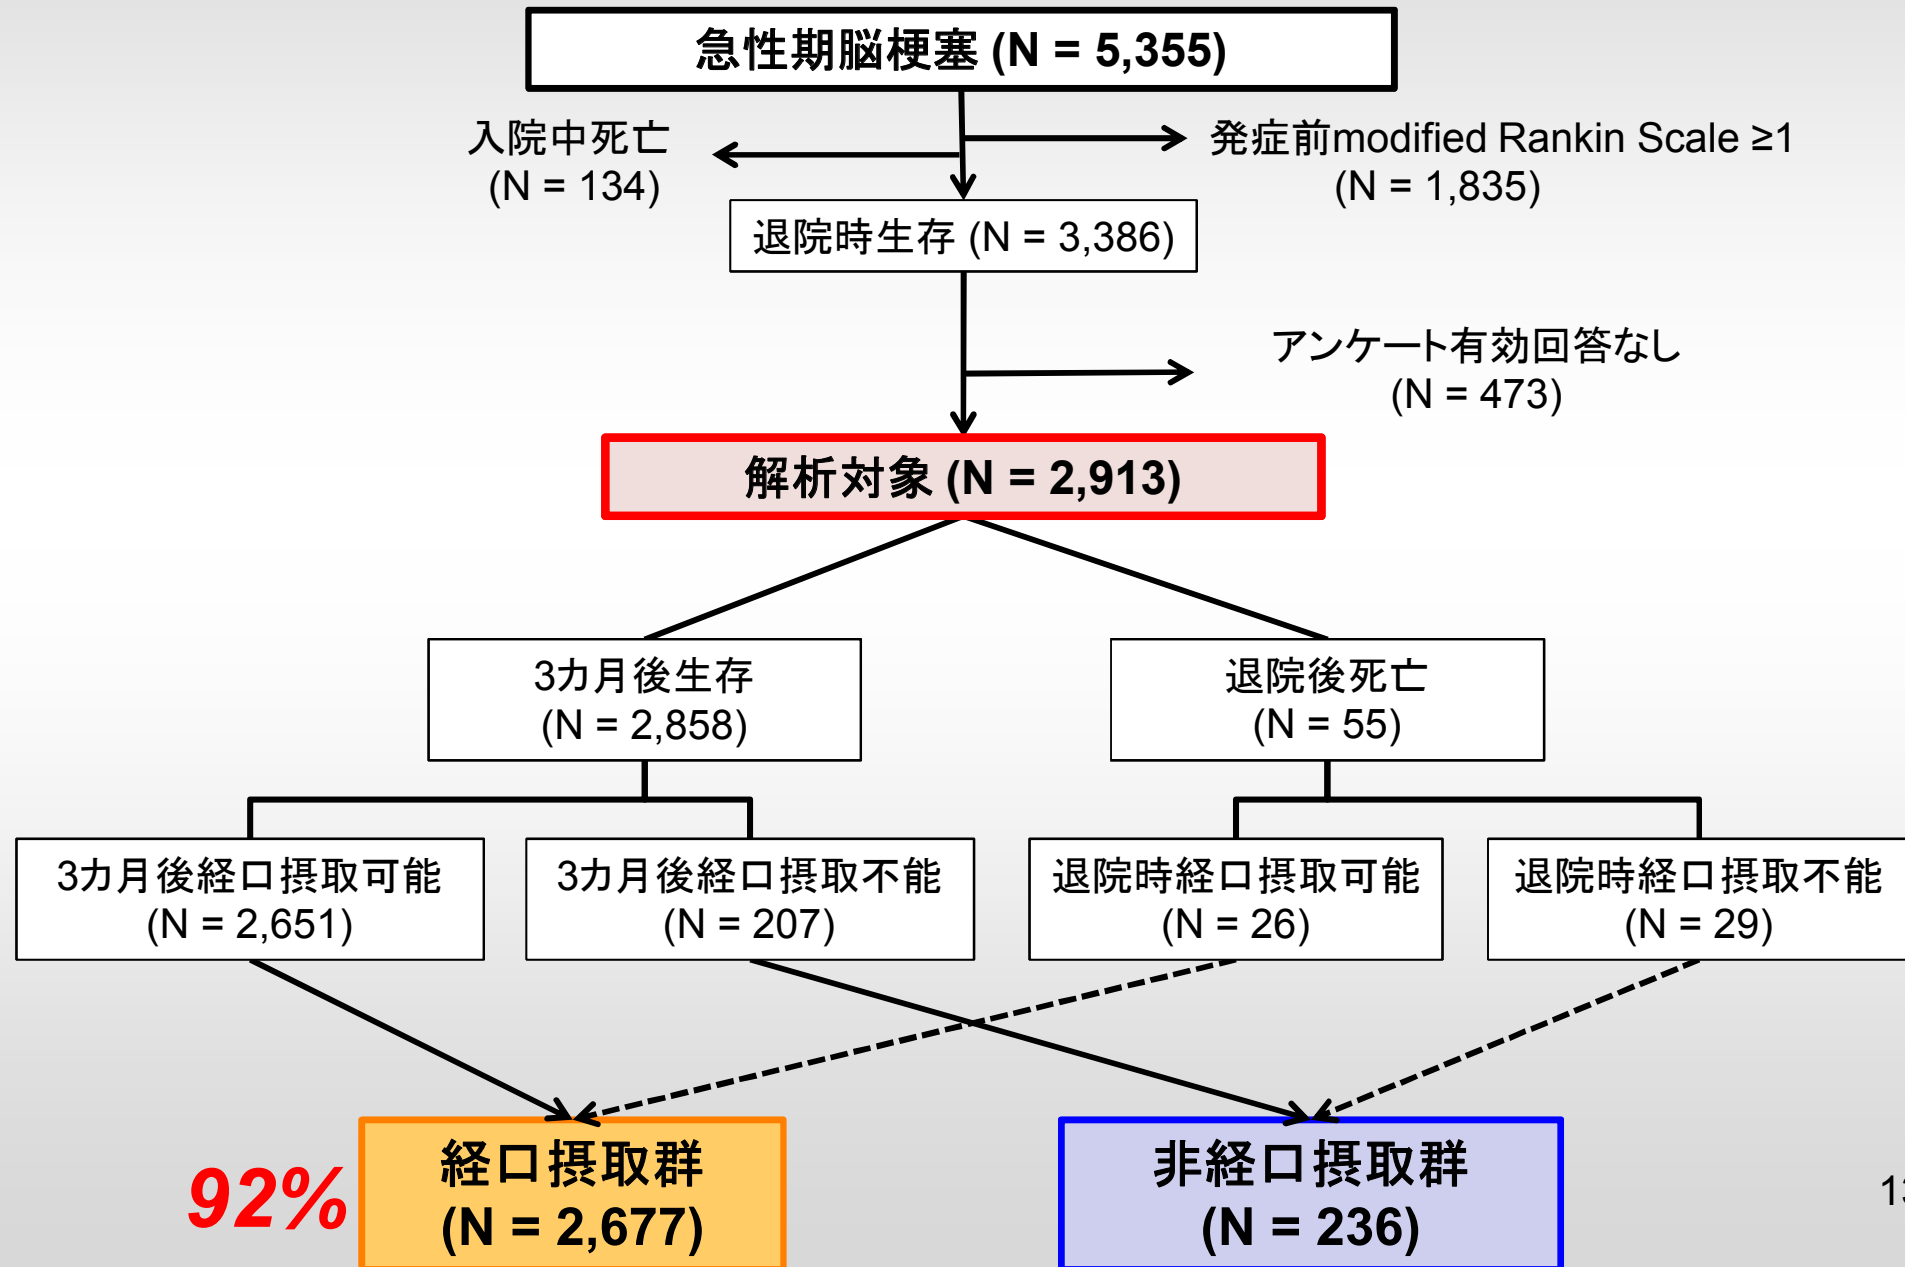 急性期脳梗塞 (N = 5,355)
入院中死亡
(N = 134)
発症前modified Rankin Scale ≥1
(N = 1,835)
退院時生存 (N = 3,386)
アンケート有効回答なし
(N = 473)
解析対象 (N = 2,913)
3カ月後生存
(N = 2,858)
退院後死亡
(N = 55)
3カ月後経口摂取可能
(N = 2,651)
3カ月後経口摂取不能
(N = 207)
退院時経口摂取可能
(N = 26)
退院時経口摂取不能
(N = 29)
92%
経口摂取群
(N = 2,677)
非経口摂取群
(N = 236)